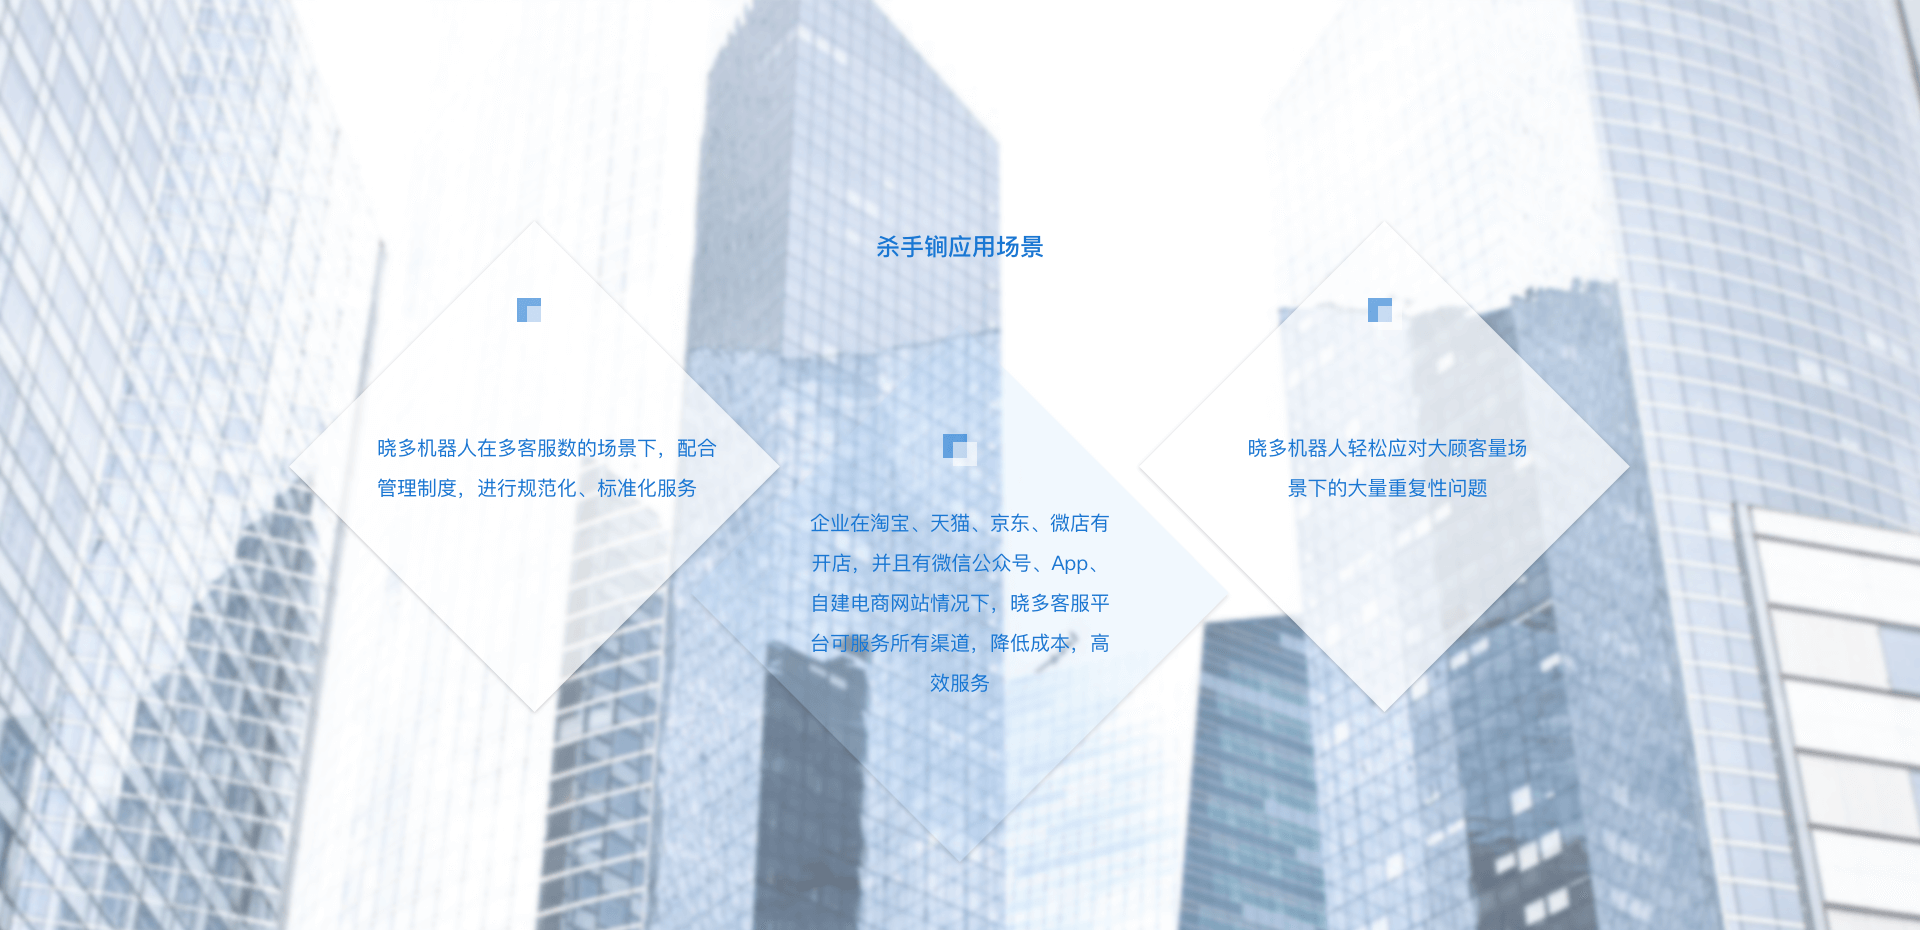 杀手锏应用场景
晓多机器人在多客服数的场景下，配合
管理制度，进行规范化、标准化服务
企业在淘宝、天猫、京东、微店有
开店，并且有微信公众号、App、
自建电商网站情况下，晓多客服平
台可服务所有渠道，降低成本，高
效服务
晓多机器人轻松应对大顾客量场
景下的大量重复性问题